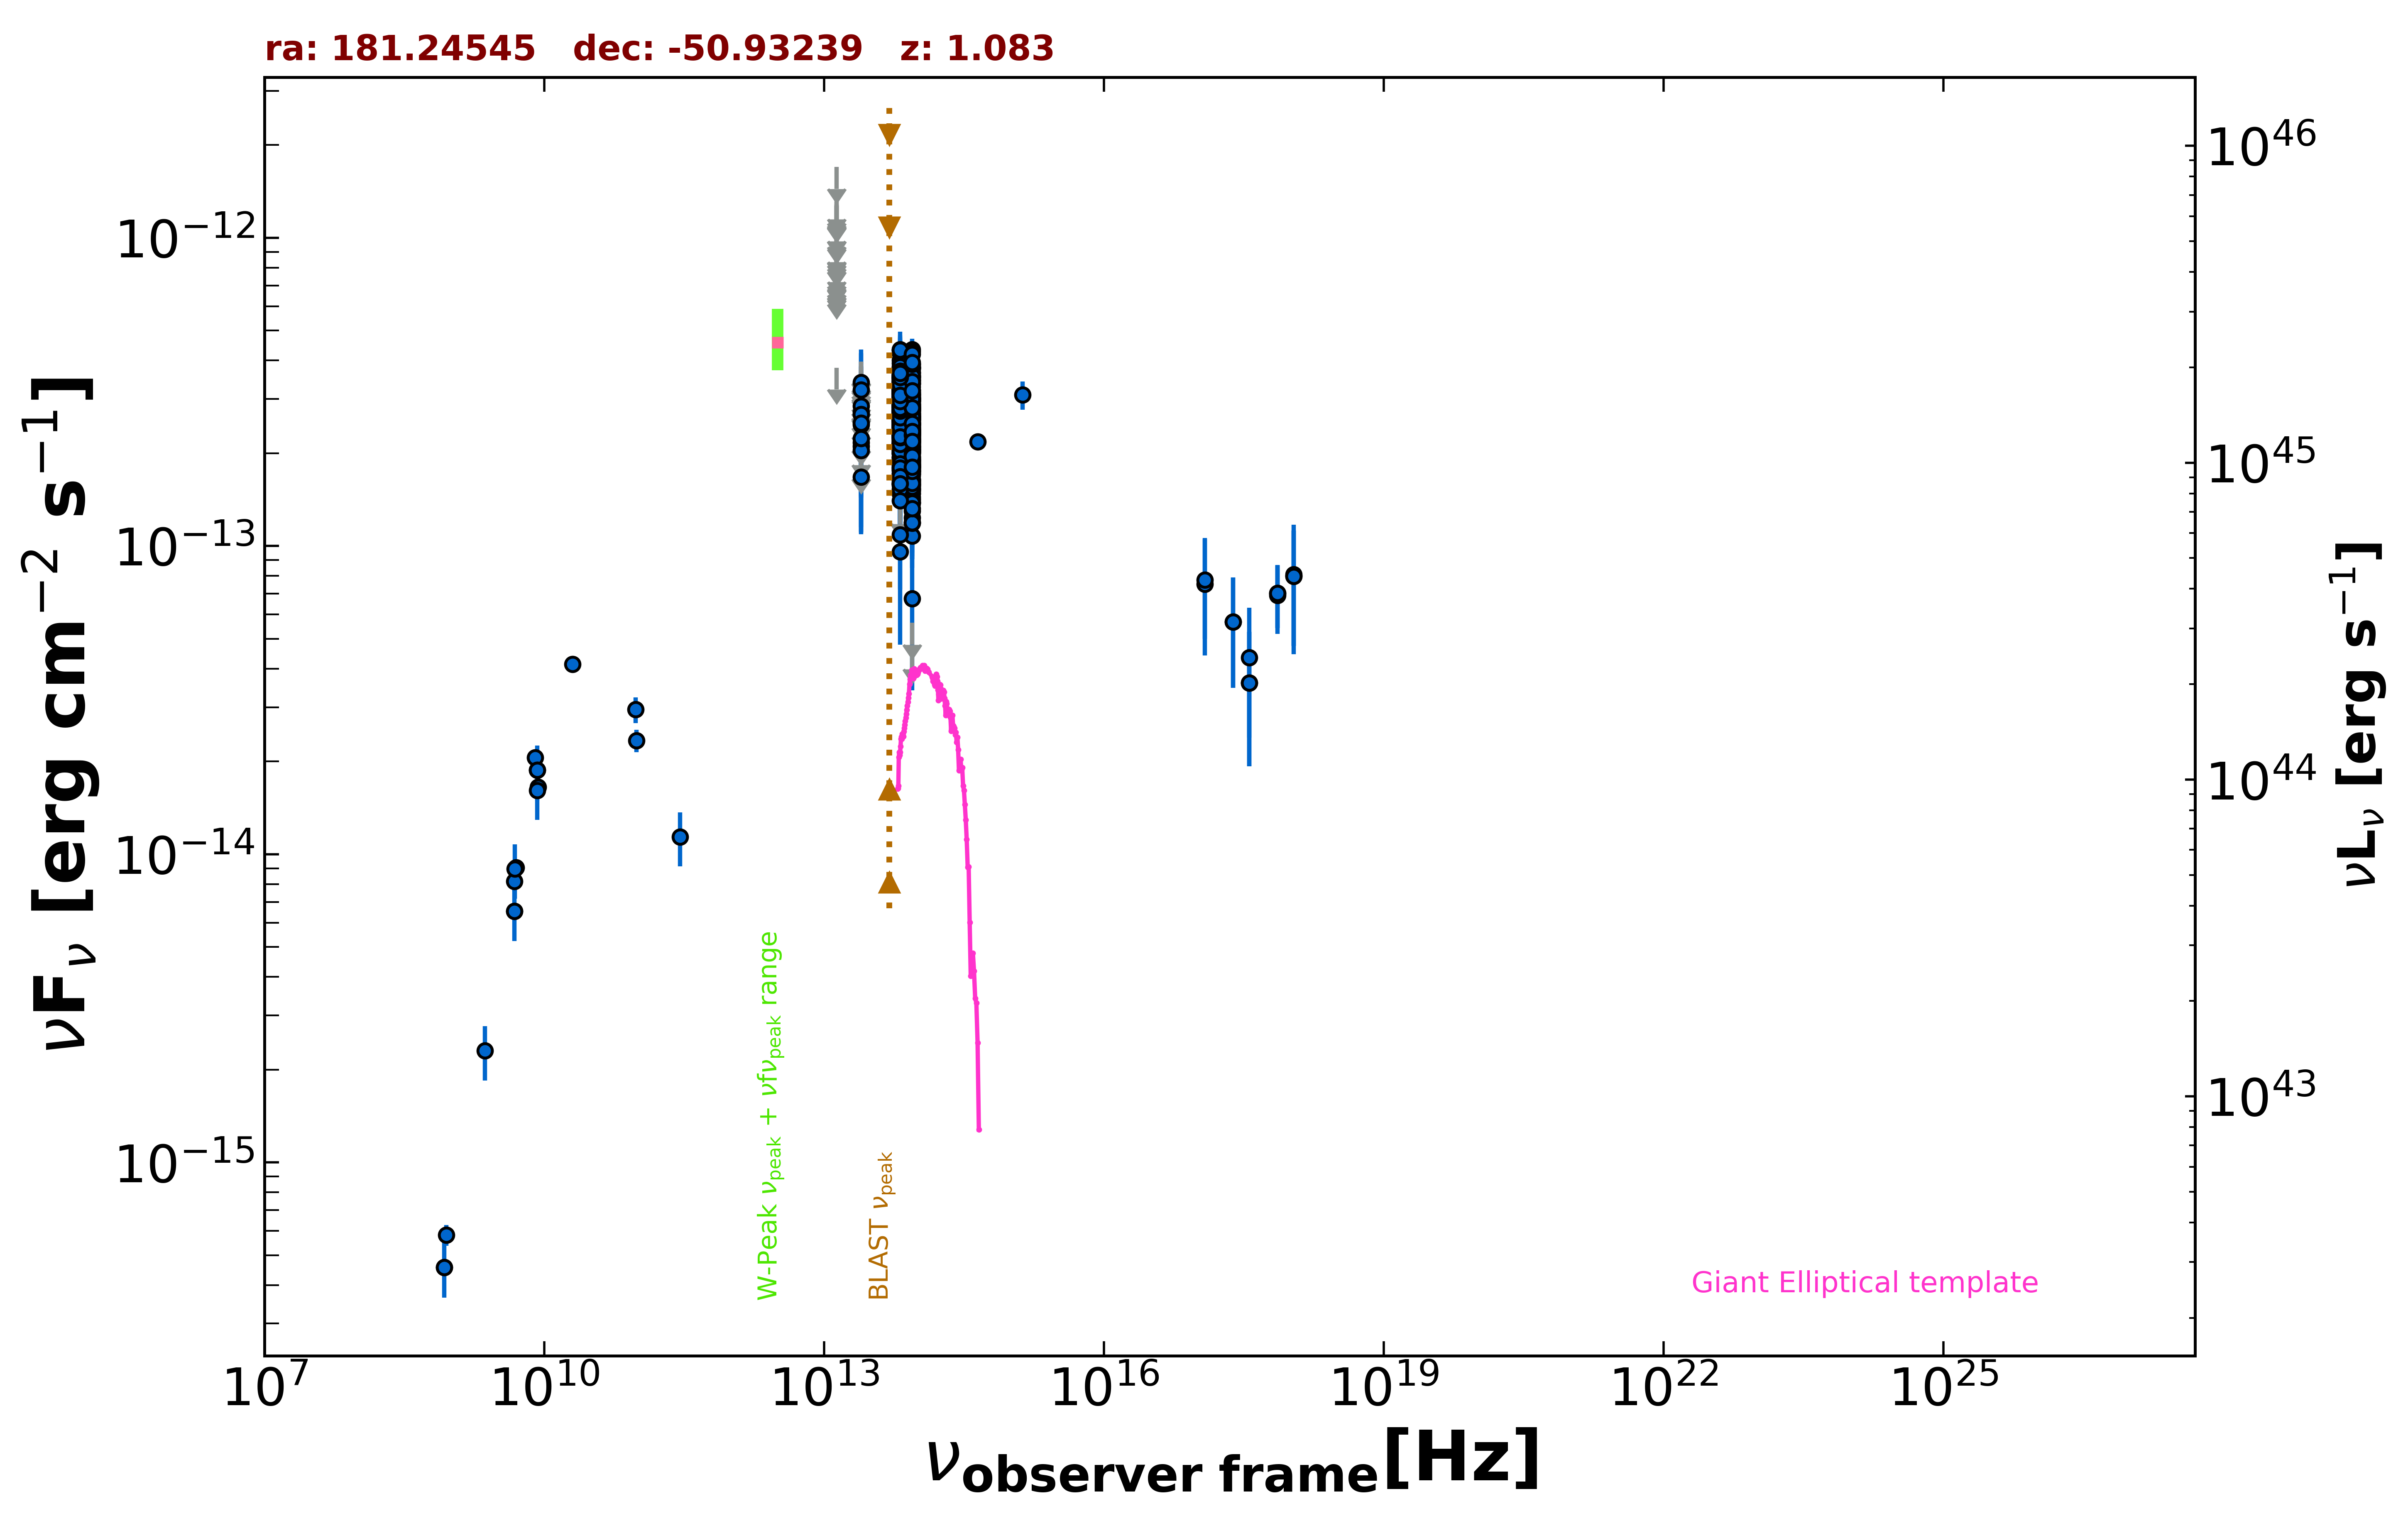 ra: 181.24545 dec: -50.93239 z: 1.083
νF_ν [erg cm⁻² s⁻¹]
10⁻¹²
10⁻¹³
10⁻¹⁴
10⁻¹⁵
10⁴⁶
10⁴⁵
10⁴⁴
10⁴³
νL_ν [erg s⁻¹]
W-Peak ν_peak + νfν_peak range
BLAST ν_peak
Giant Elliptical template
10⁷ 10¹⁰ 10¹³ 10¹⁶ 10¹⁹ 10²² 10²⁵
ν_observer frame [Hz]